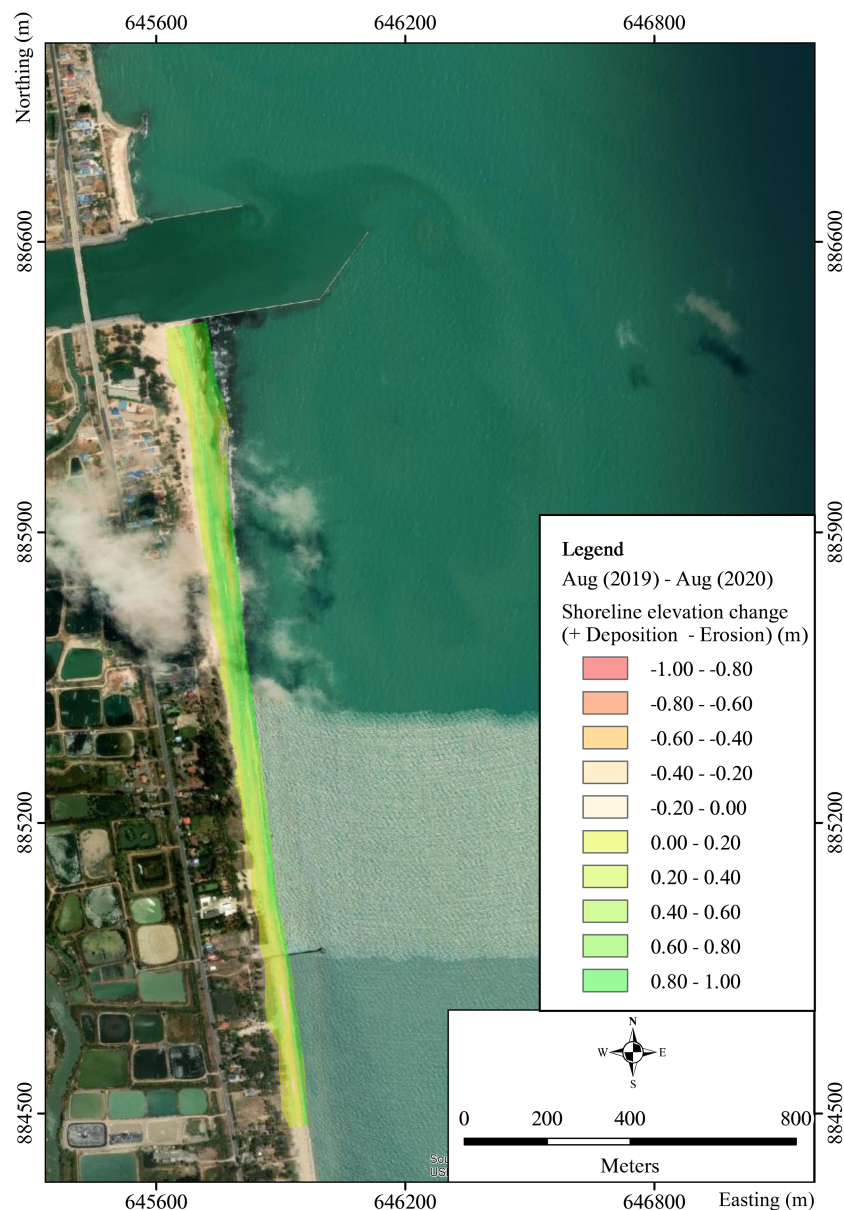 645600 646200 646800
Northing (m)
886600 886600
885900 885900
Legend
Aug (2019) - Aug (2020)
Shoreline elevation change
(+ Deposition - Erosion) (m)
-1.00 - -0.80
-0.80 - -0.60
-0.60 - -0.40
-0.40 - -0.20
-0.20 - 0.00
0.00 - 0.20
0.20 - 0.40
0.40 - 0.60
0.60 - 0.80
0.80 - 1.00
885200 885200
N
W E
S
884500 884500
0 200 400 800
Meters
Sou
US
645600 646200 646800 Easting (m)